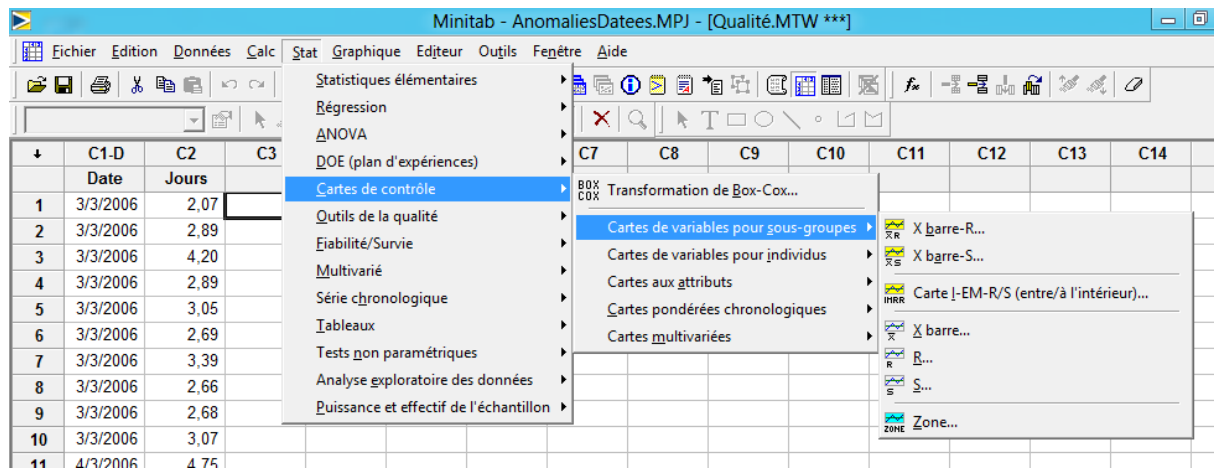 Minitab - AnomaliesDatees.MPJ - [Qualité.MTW ***]
Fichier Edition Données Calc Stat Graphique Editeur Outils Fenêtre Aide
Statistiques élémentaires
Régression
ANOVA
DOE (plan d'expériences)
Cartes de contrôle
Outils de la qualité
Fiabilité/Survie
Multivarié
Série chronologique
Tableaux
Tests non paramétriques
Analyse exploratoire des données
Puissance et effectif de l'échantillon
BOX COX Transformation de Box-Cox...
Cartes de variables pour sous-groupes
Cartes de variables pour individus
Cartes aux attributs
Cartes pondérées chronologiques
Cartes multivariées
X barre-R...
X barre-S...
Carte I-EM-R/S (entre/à l'intérieur)...
X barre...
R...
S...
ZONE Zone...
C1-D C2 C3 C7 C8 C9 C10 C11 C12 C13 C14
Date Jours
1 3/3/2006 2,07
2 3/3/2006 2,89
3 3/3/2006 4,20
4 3/3/2006 2,89
5 3/3/2006 3,05
6 3/3/2006 2,69
7 3/3/2006 3,39
8 3/3/2006 2,66
9 3/3/2006 2,68
10 3/3/2006 3,07
11 4/3/2006 4,75